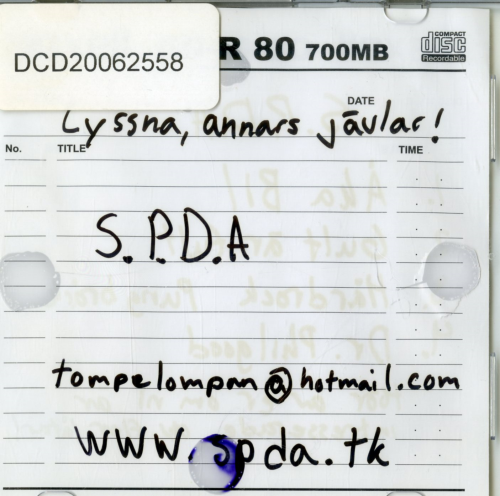 DCD20062558
R 80 700MB
COMPACT
disc
Recordable
DATE
Lyssna, annars jävlar!
No. TITLE TIME
S.P.D.A
tompelompan@hotmail.com
www.spda.tk